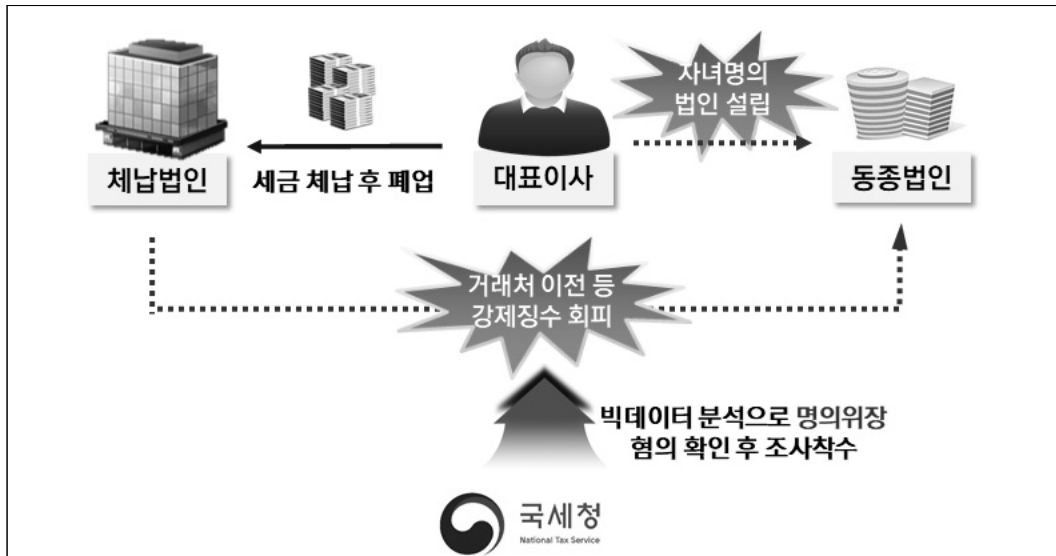 자녀명의
법인 설립
체납법인
세금 체납 후 폐업
대표이사
동종법인
거래처 이전 등
강제징수 회피
빅데이터 분석으로 명의위장
혐의 확인 후 조사착수
국세청
National Tax Service